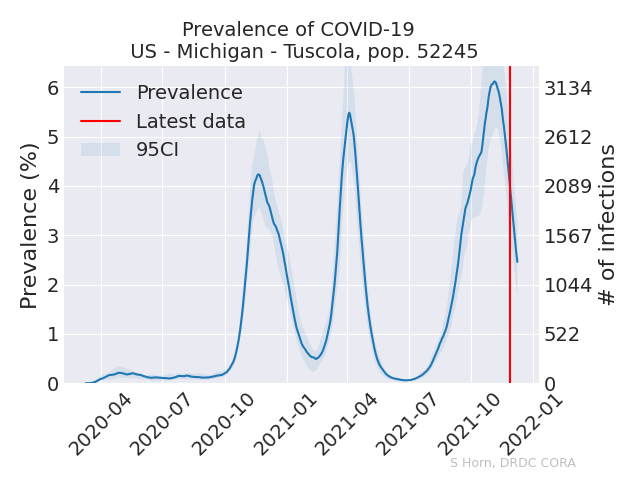 Prevalence of COVID-19
US - Michigan - Tuscola, pop. 52245
Prevalence
Latest data
95CI
Prevalence (%)
6
5
4
3
2
1
0
3134
2612
2089
1567
1044
522
0
# of infections
2020-04
2020-07
2020-10
2021-01
2021-04
2021-07
2021-10
2022-01
S Horn, DRDC CORA